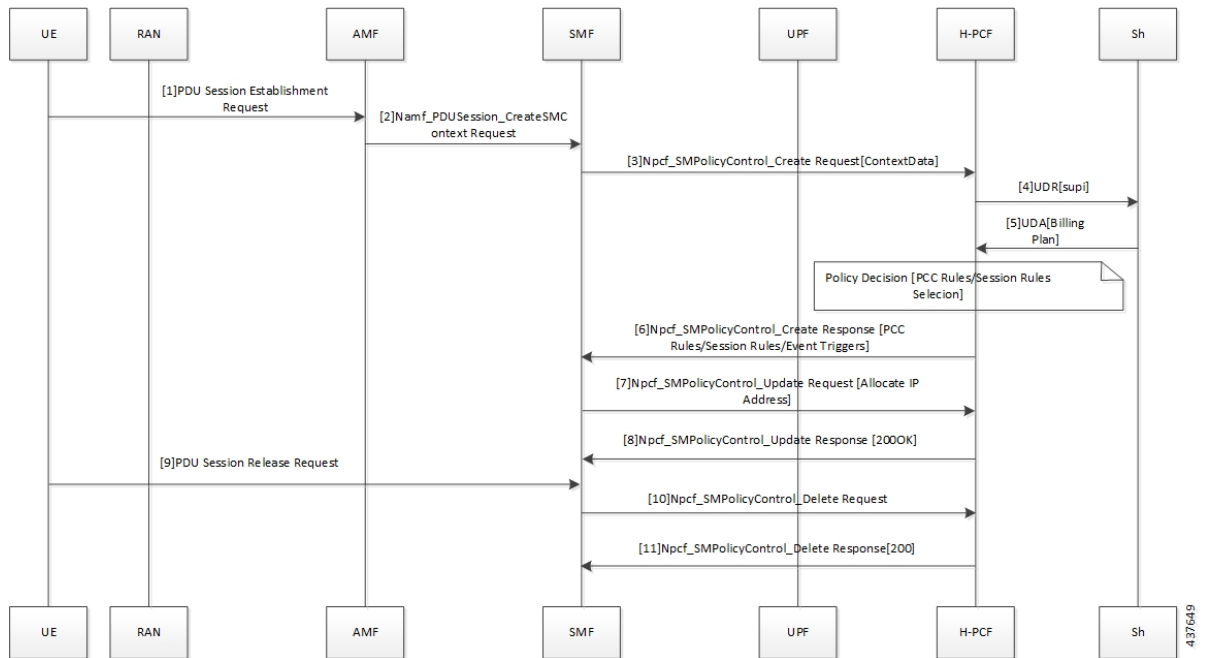 UE
RAN
AMF
SMF
UPF
H-PCF
Sh
[1]PDU Session Establishment
Request
[2]Namf_PDUSession_CreateSMC
ontext Request
[3]Npcf_SMPolicyControl_Create Request[ContextData]
[4]UDR[supi]
[5]UDA[Billing
Plan]
Policy Decision [PCC Rules/Session Rules
Selecion]
[6]Npcf_SMPolicyControl_Create Response [PCC
Rules/Session Rules/Event Triggers]
[7]Npcf_SMPolicyControl_Update Request [Allocate IP
Address]
[8]Npcf_SMPolicyControl_Update Response [200OK]
[9]PDU Session Release Request
[10]Npcf_SMPolicyControl_Delete Request
[11]Npcf_SMPolicyControl_Delete Response[200]
UE
RAN
AMF
SMF
UPF
H-PCF
Sh
437649